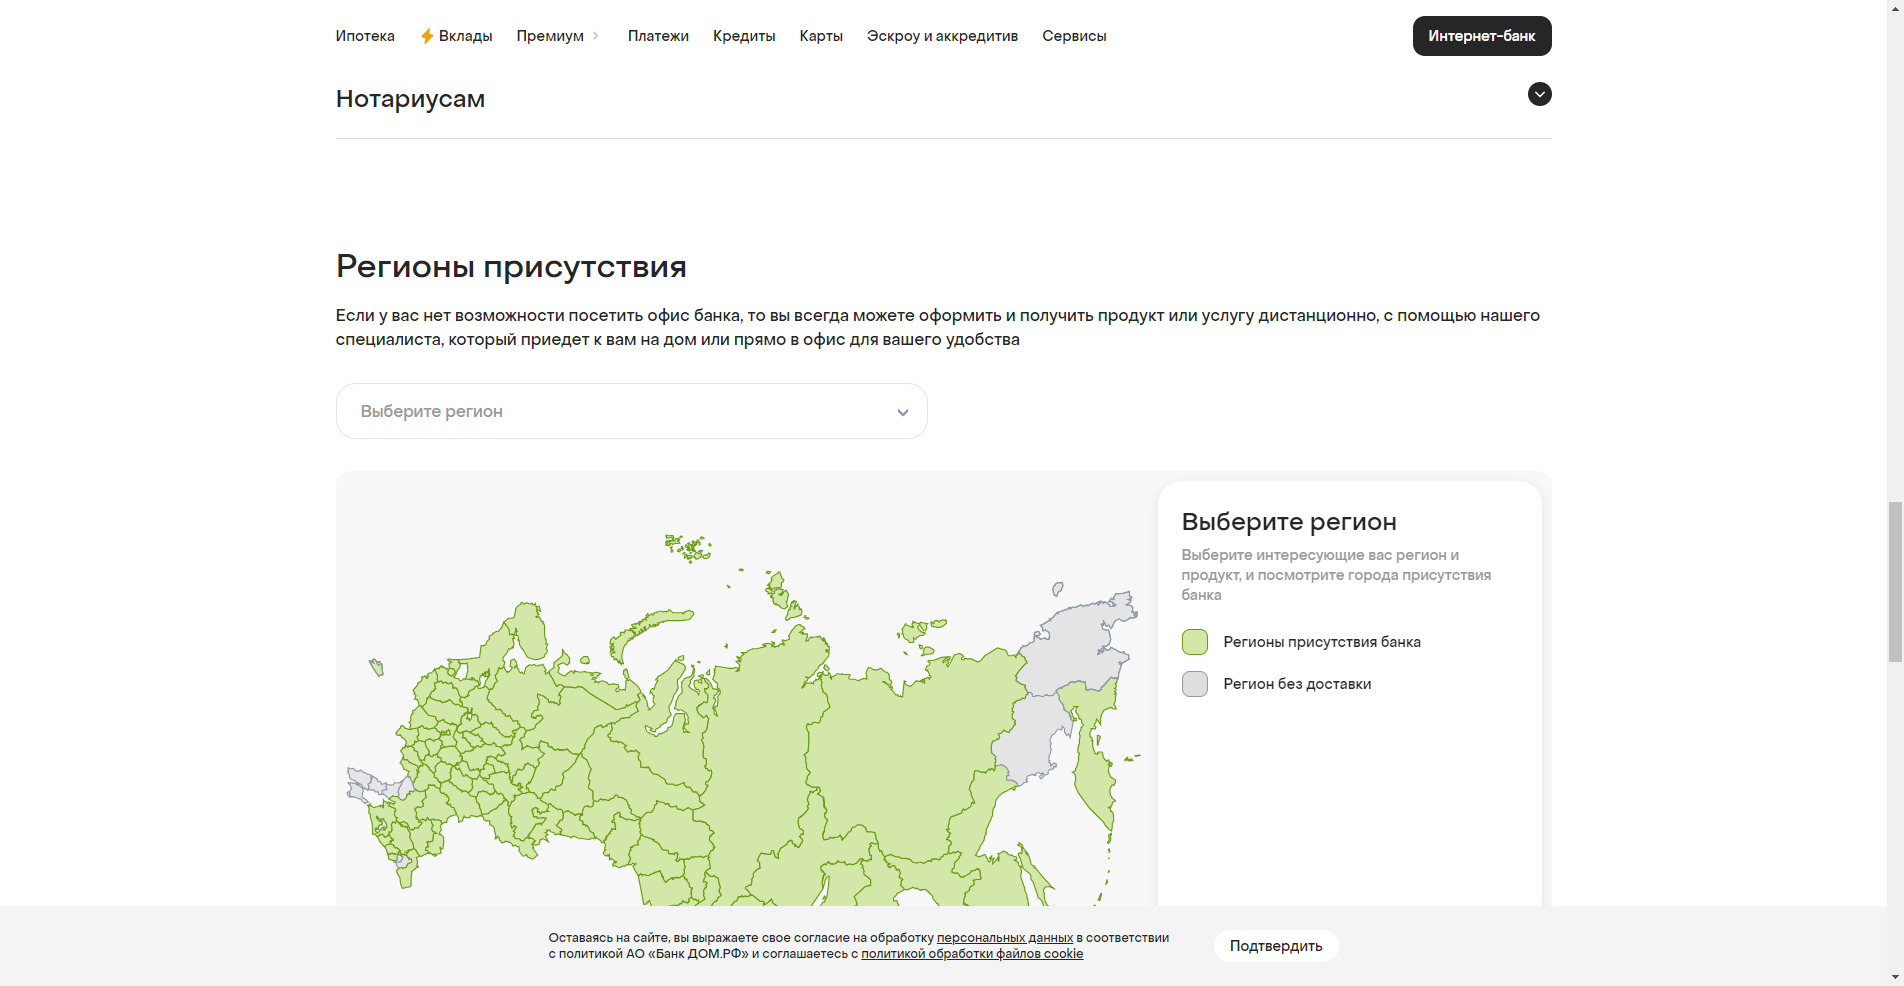 Ипотека
Вклады
Премиум
Платежи
Кредиты
Карты
Эскроу и аккредитив
Сервисы
Интернет-банк
Нотариусам
Регионы присутствия
Если у вас нет возможности посетить офис банка, то вы всегда можете оформить и получить продукт или услугу дистанционно, с помощью нашего
специалиста, который приедет к вам на дом или прямо в офис для вашего удобства
Выберите регион
Выберите регион
Выберите интересующие вас регион и
продукт, и посмотрите города присутствия
банка
Регионы присутствия банка
Регион без доставки
Оставаясь на сайте, вы выражаете свое согласие на обработку персональных данных в соответствии
с политикой АО «Банк ДОМ.РФ» и соглашаетесь с политикой обработки файлов cookie
Подтвердить